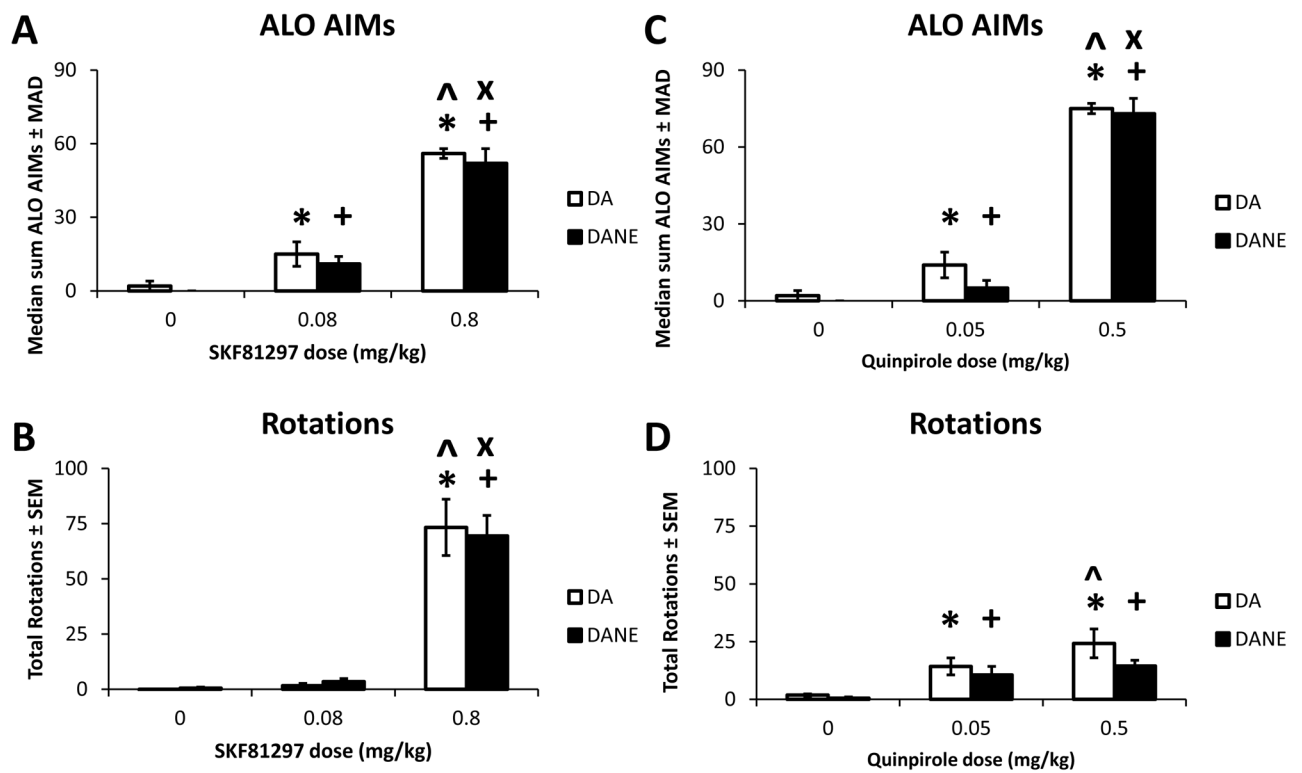 A
ALO AIMs
Median sum ALO AIMs ± MAD
90
60
30
0
^ X
* +
* +
0 0.08 0.8
SKF81297 dose (mg/kg)
DA
DANE
C
ALO AIMs
Median sum ALO AIMs ± MAD
90
60
30
0
^ X
* +
* +
0 0.05 0.5
Quinpirole dose (mg/kg)
DA
DANE
B
Rotations
Total Rotations ± SEM
100
75
50
25
0
^ X
* +
0 0.08 0.8
SKF81297 dose (mg/kg)
DA
DANE
D
Rotations
Total Rotations ± SEM
100
75
50
25
0
^
* +
* +
0 0.05 0.5
Quinpirole dose (mg/kg)
DA
DANE